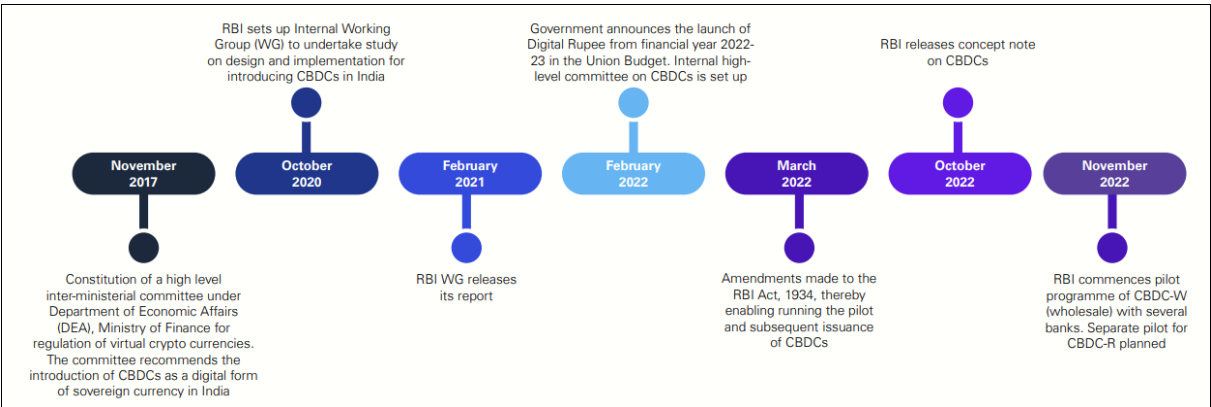 RBI sets up Internal Working
Group (WG) to undertake study
on design and implementation for
introducing CBDCs in India
Government announces the launch of
Digital Rupee from financial year 2022-
23 in the Union Budget. Internal high-
level committee on CBDCs is set up
RBI releases concept note
on CBDCs
November
2017
October
2020
February
2021
February
2022
March
2022
October
2022
November
2022
Constitution of a high level
inter-ministerial committee under
Department of Economic Affairs
(DEA), Ministry of Finance for
regulation of virtual crypto currencies.
The committee recommends the
introduction of CBDCs as a digital form
of sovereign currency in India
RBI WG releases
its report
Amendments made to the
RBI Act, 1934, thereby
enabling running the pilot
and subsequent issuance
of CBDCs
RBI commences pilot
programme of CBDC-W
(wholesale) with several
banks. Separate pilot for
CBDC-R planned